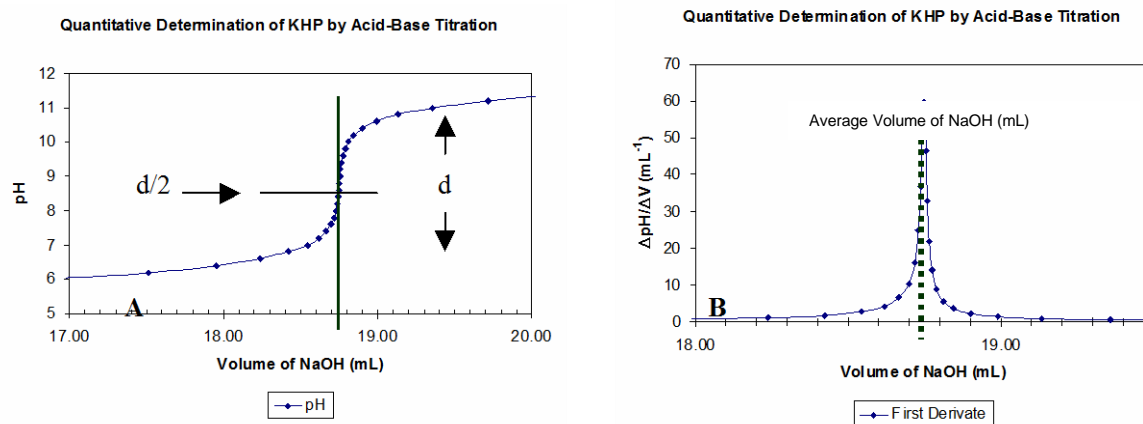 Quantitative Determination of KHP by Acid-Base Titration
12
11
10
9
8
7
6
5
pH
d/2
d
A
17.00 18.00 19.00 20.00
Volume of NaOH (mL)
pH
Quantitative Determination of KHP by Acid-Base Titration
70
60
50
40
30
20
10
0
ΔpH/ΔV (mL-1)
Average Volume of NaOH (mL)
B
18.00 19.00
Volume of NaOH (mL)
First Derivate